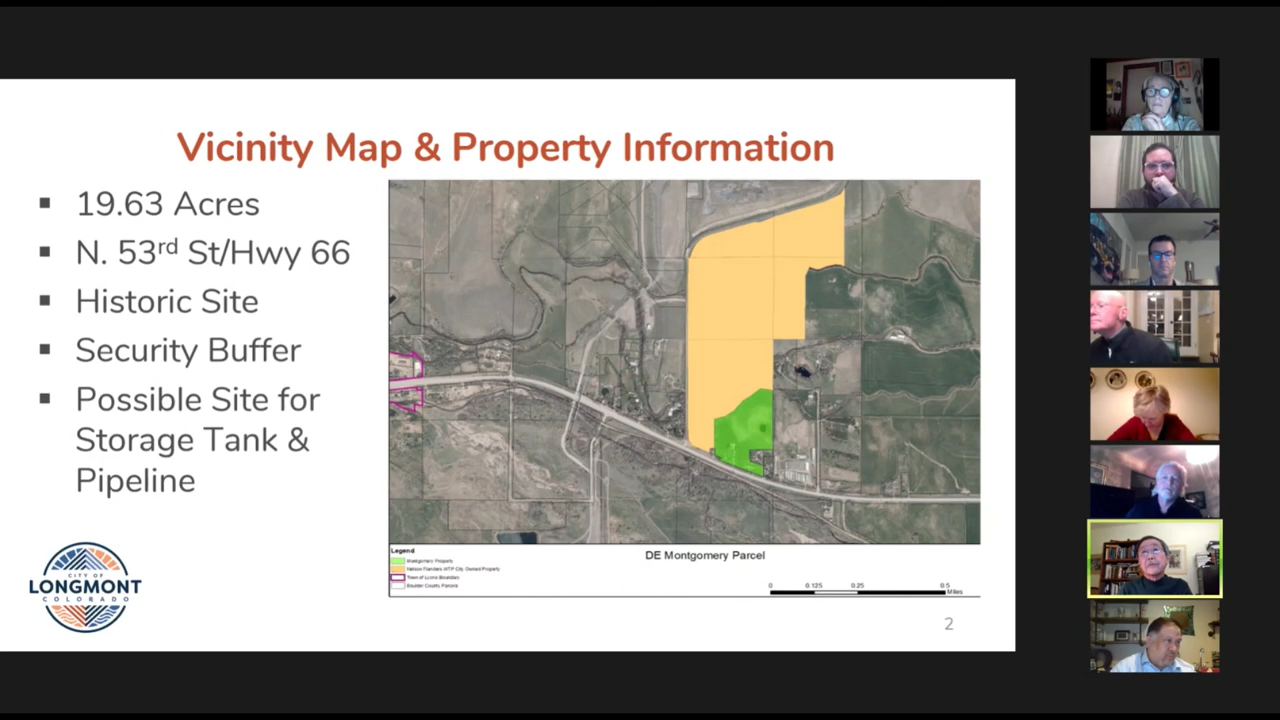 Vicinity Map & Property Information
▪ 19.63 Acres
▪ N. 53rd St/Hwy 66
▪ Historic Site
▪ Security Buffer
▪ Possible Site for
Storage Tank &
Pipeline
Legend
Montgomery Property
Nelson Flanders WTP City Owned Property
Town of Lyons Boundary
Boulder County Parcels
DE Montgomery Parcel
0 0.125 0.25 0.5
Miles
CITY OF
LONGMONT
COLORADO
2